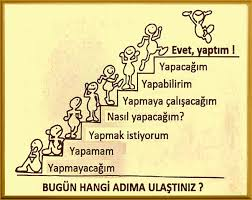 Evet, yaptım !
Yapacağım
Yapabilirim
Yapmaya çalışacağım
Nasıl yapacağım?
Yapmak istiyorum
Yapamam
Yapmayacağım
BUGÜN HANGİ ADIMA ULAŞTINIZ ?